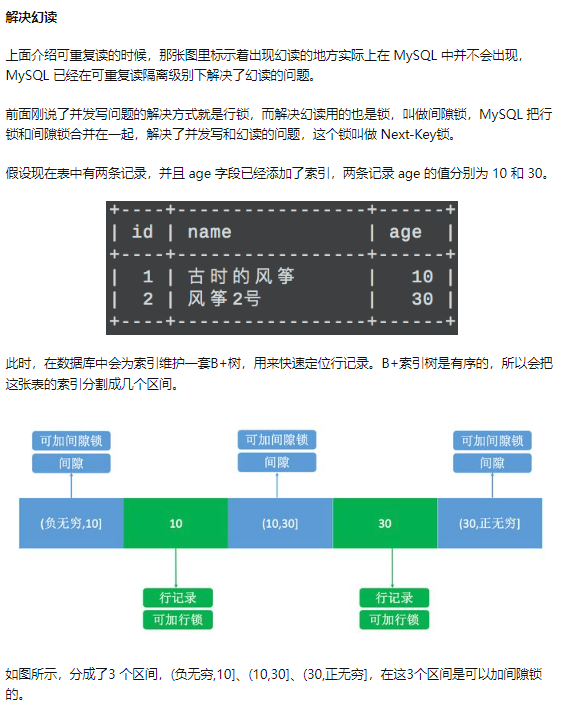 解决幻读
上面介绍可重复读的时候，那张图里标示着出现幻读的地方实际上在 MySQL 中并不会出现，
MySQL 已经在可重复读隔离级别下解决了幻读的问题。
前面刚说了并发写问题的解决方式就是行锁，而解决幻读用的也是锁，叫做间隙锁，MySQL 把行
锁和间隙锁合并在一起，解决了并发写和幻读的问题，这个锁叫做 Next-Key锁。
假设现在表中有两条记录，并且 age 字段已经添加了索引，两条记录 age 的值分别为 10 和 30。
+----+-----------------+------+
| id | name | age |
+----+-----------------+------+
| 1 | 古时的风筝 | 10 |
| 2 | 风筝2号 | 30 |
+----+-----------------+------+
此时，在数据库中会为索引维护一套B+树，用来快速定位行记录。B+索引树是有序的，所以会把
这张表的索引分割成几个区间。
可加间隙锁 可加间隙锁 可加间隙锁
间隙 间隙 间隙
(负无穷,10] 10 (10,30] 30 (30,正无穷]
行记录 行记录
可加行锁 可加行锁
如图所示，分成了3 个区间，(负无穷,10]、(10,30]、(30,正无穷]，在这3个区间是可以加间隙锁
的。